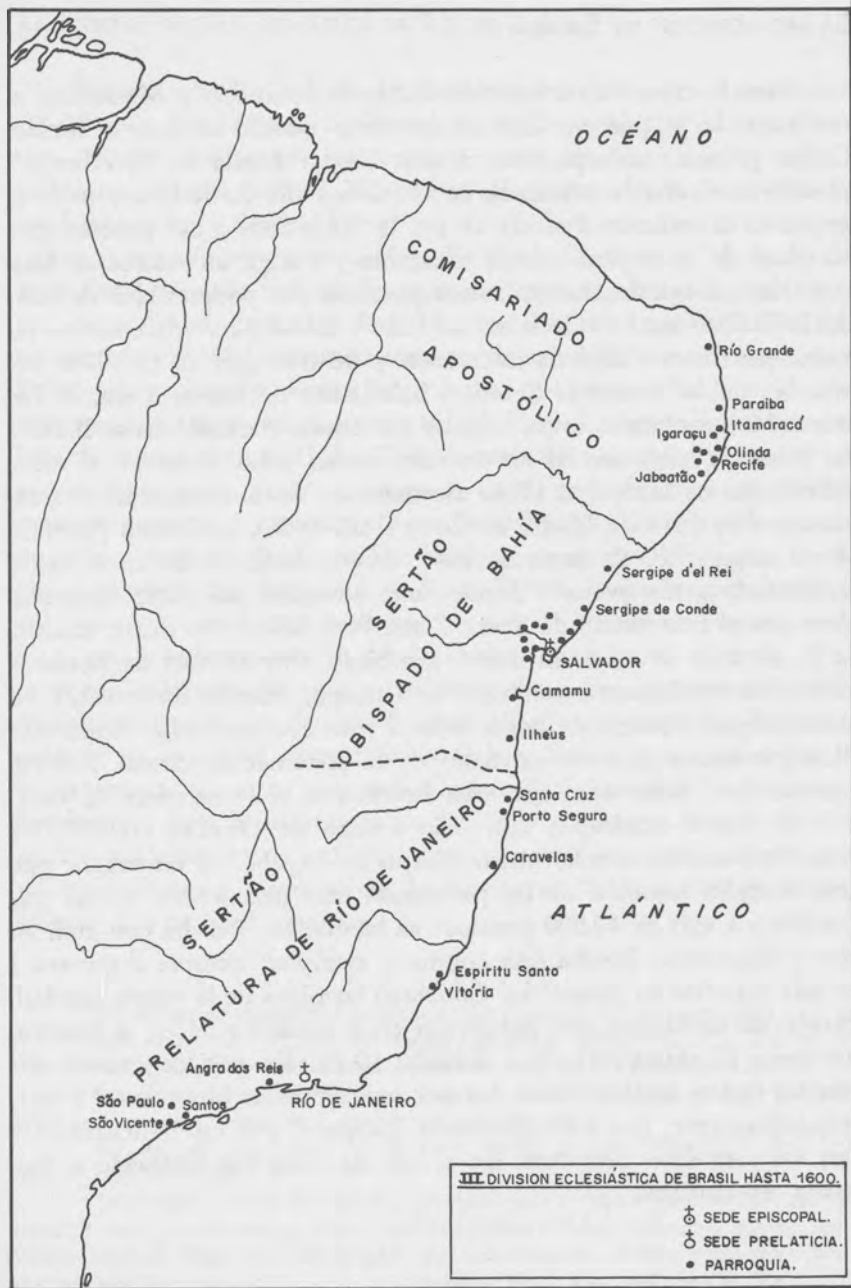 OCÉANO
COMISARIADO
APOSTÓLICO
Río Grande
Paraiba
Itamaracá
Igaraçu
Olinda
Recife
Jaboatão
SERTÃO
OBISPADO DE BAHÍA
Sergipe d'el Rei
Sergipe de Conde
SALVADOR
Camamu
Ilheus
Santa Cruz
Porto Seguro
Caravelas
SERTÃO
PRELATURA DE RÍO DE JANEIRO
ATLÁNTICO
Espíritu Santo
Vitória
Angra dos Reis
RÍO DE JANEIRO
São Paulo
Santos
São Vicente
III DIVISION ECLESIÁSTICA DE BRASIL HASTA 1600.
SEDE EPISCOPAL.
SEDE PRELATICIA.
PARROQUIA.